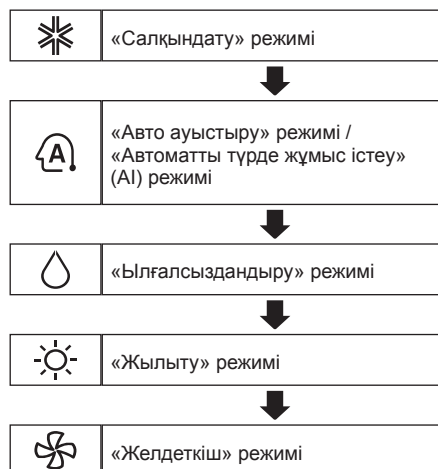 «Салқындату» режимі
A
«Авто ауыстыру» режимі /
«Автоматты түрде жұмыс істеу»
(AI) режимі
«Ылғалсыздандыру» режимі
«Жылыту» режимі
«Желдеткіш» режимі